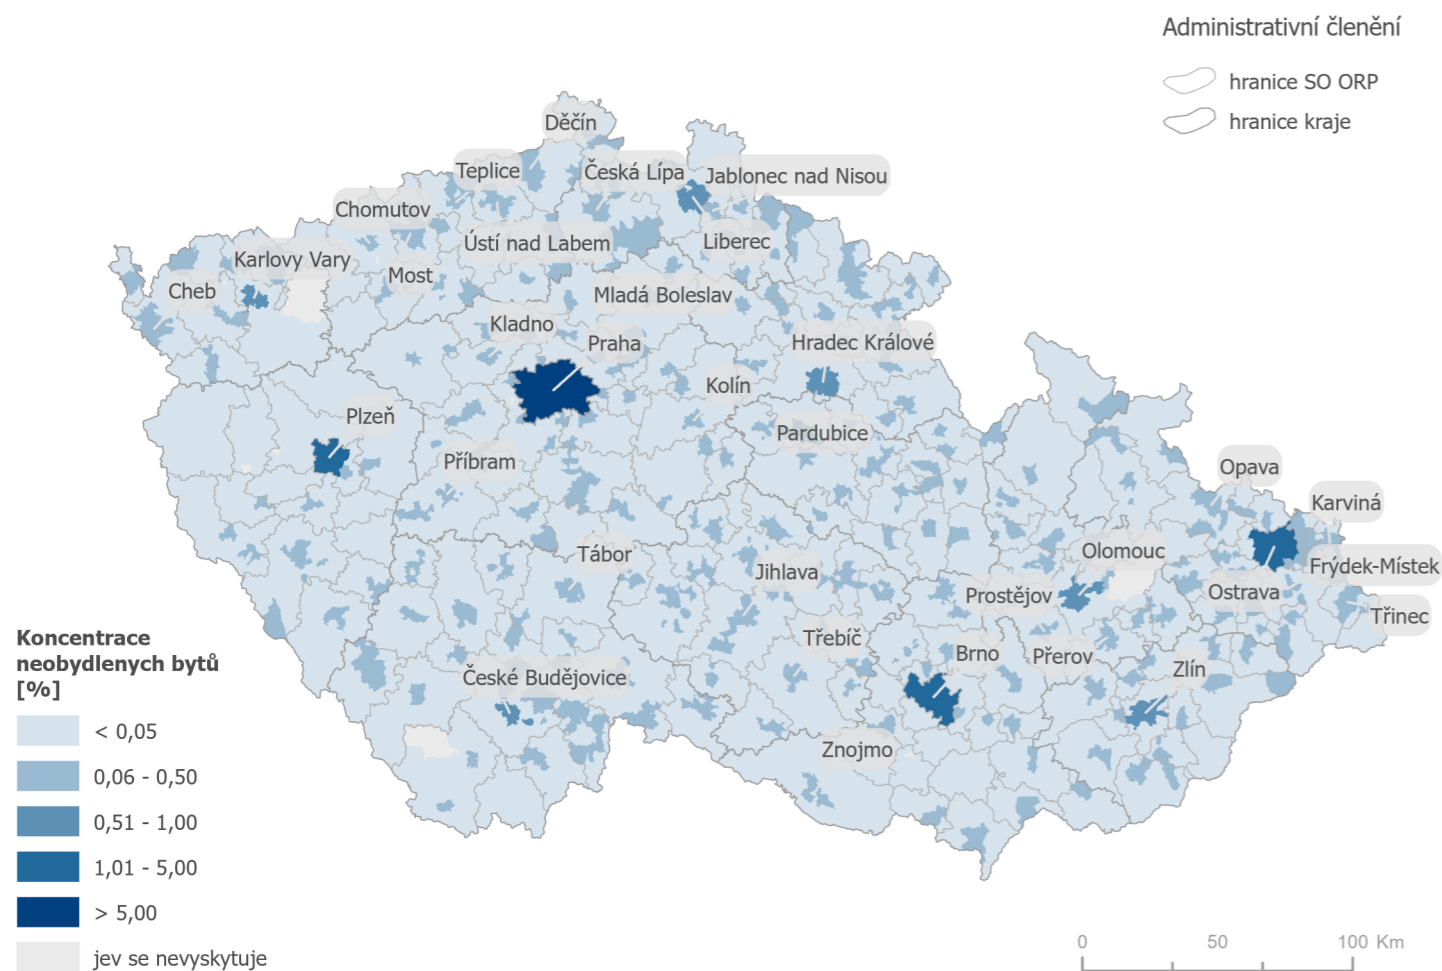 Administrativní členění
hranice SO ORP
hranice kraje
Děčín
Teplice
Česká Lípa
Jablonec nad Nisou
Chomutov
Ústí nad Labem
Liberec
Karlovy Vary
Most
Cheb
Mladá Boleslav
Kladno
Praha
Hradec Králové
Kolín
Plzeň
Pardubice
Příbram
Opava
Karviná
Tábor
Olomouc
Frýdek-Místek
Jihlava
Prostějov
Ostrava
Třinec
Třebíč
Brno
Přerov
Zlín
České Budějovice
Znojmo
Koncentrace
neobydlenych bytů
[%]
< 0,05
0,06 - 0,50
0,51 - 1,00
1,01 - 5,00
> 5,00
jev se nevyskytuje
0 50 100 Km